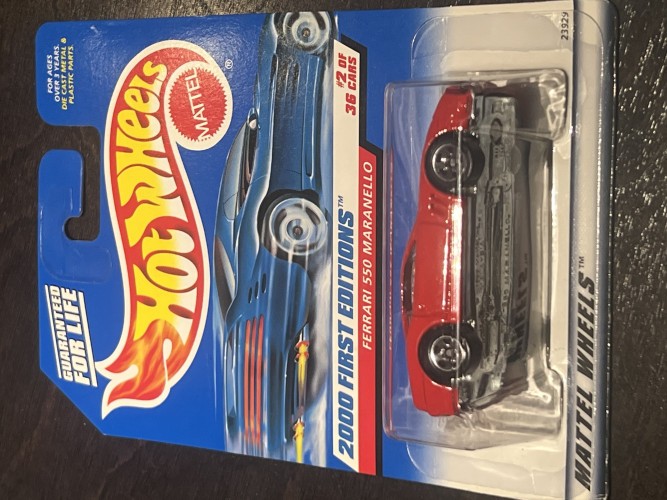 FOR AGES
OVER 3 YEARS.
DIE CAST METAL &
PLASTIC PARTS.
GUARANTEED
FOR LIFE
HOT WHEELS
®
MATTEL
#2 OF
36 CARS
2000 FIRST EDITIONS™
FERRARI 550 MARANELLO
23929
MATTEL WHEELS™